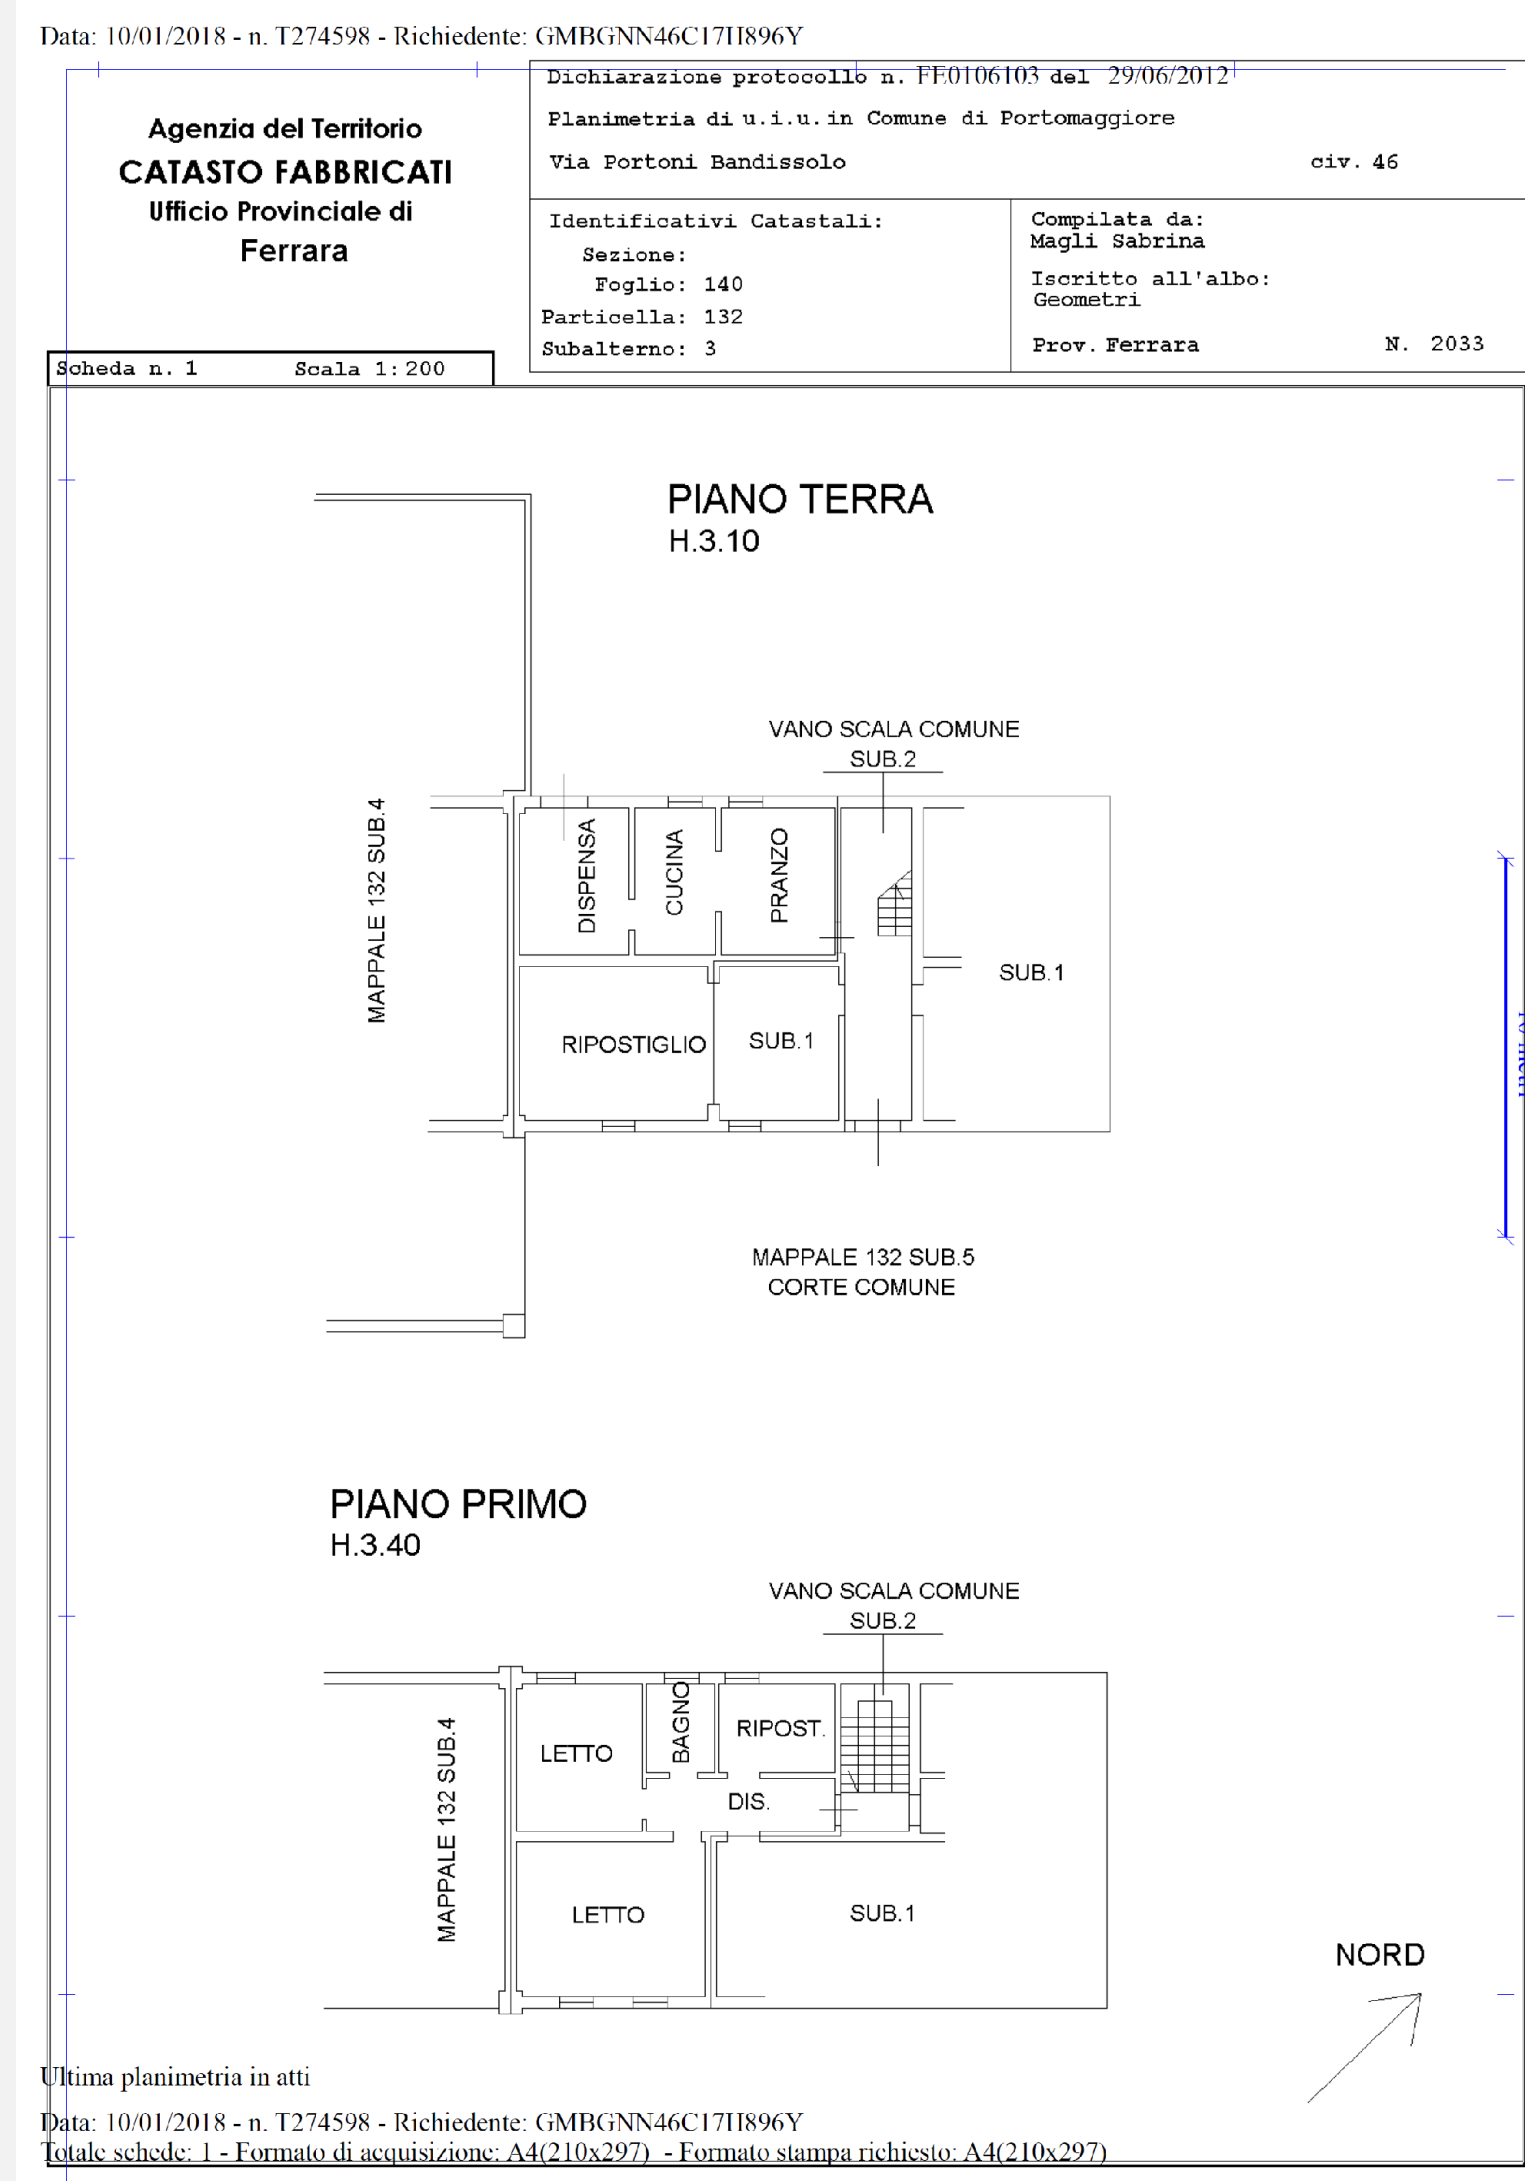 Data: 10/01/2018 - n. T274598 - Richiedente: GMBGNN46C17H896Y
Agenzia del Territorio
CATASTO FABBRICATI
Ufficio Provinciale di
Ferrara
Dichiarazione protocollo n. FE0106103 del 29/06/2012
Planimetria di u.i.u. in Comune di Portomaggiore
Via Portoni Bandissolo civ. 46
Identificativi Catastali:
Sezione:
Foglio: 140
Particella: 132
Subalterno: 3
Compilata da:
Magli Sabrina
Iscritto all'albo:
Geometri
Prov. Ferrara N. 2033
Scheda n. 1 Scala 1:200
PIANO TERRA
H.3.10
VANO SCALA COMUNE
SUB.2
MAPPALE 132 SUB.4
DISPENSA
CUCINA
PRANZO
SUB.1
RIPOSTIGLIO
SUB.1
MAPPALE 132 SUB.5
CORTE COMUNE
PIANO PRIMO
H.3.40
VANO SCALA COMUNE
SUB.2
MAPPALE 132 SUB.4
LETTO
BAGNO
RIPOST.
DIS.
LETTO
SUB.1
NORD
Ultima planimetria in atti
Data: 10/01/2018 - n. T274598 - Richiedente: GMBGNN46C17H896Y
Totale schede: 1 - Formato di acquisizione: A4(210x297) - Formato stampa richiesto: A4(210x297)